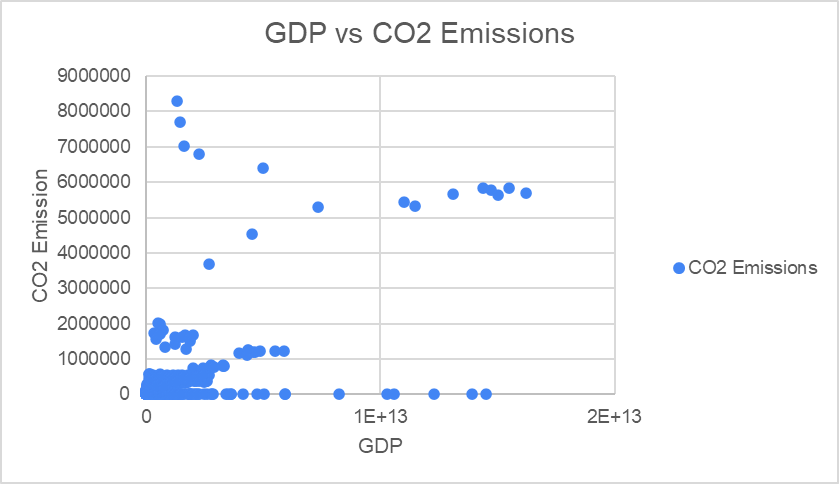 GDP vs CO2 Emissions
9000000
8000000
7000000
6000000
5000000
4000000
3000000
2000000
1000000
0
0
1E+13
2E+13
CO2 Emission
GDP
CO2 Emissions